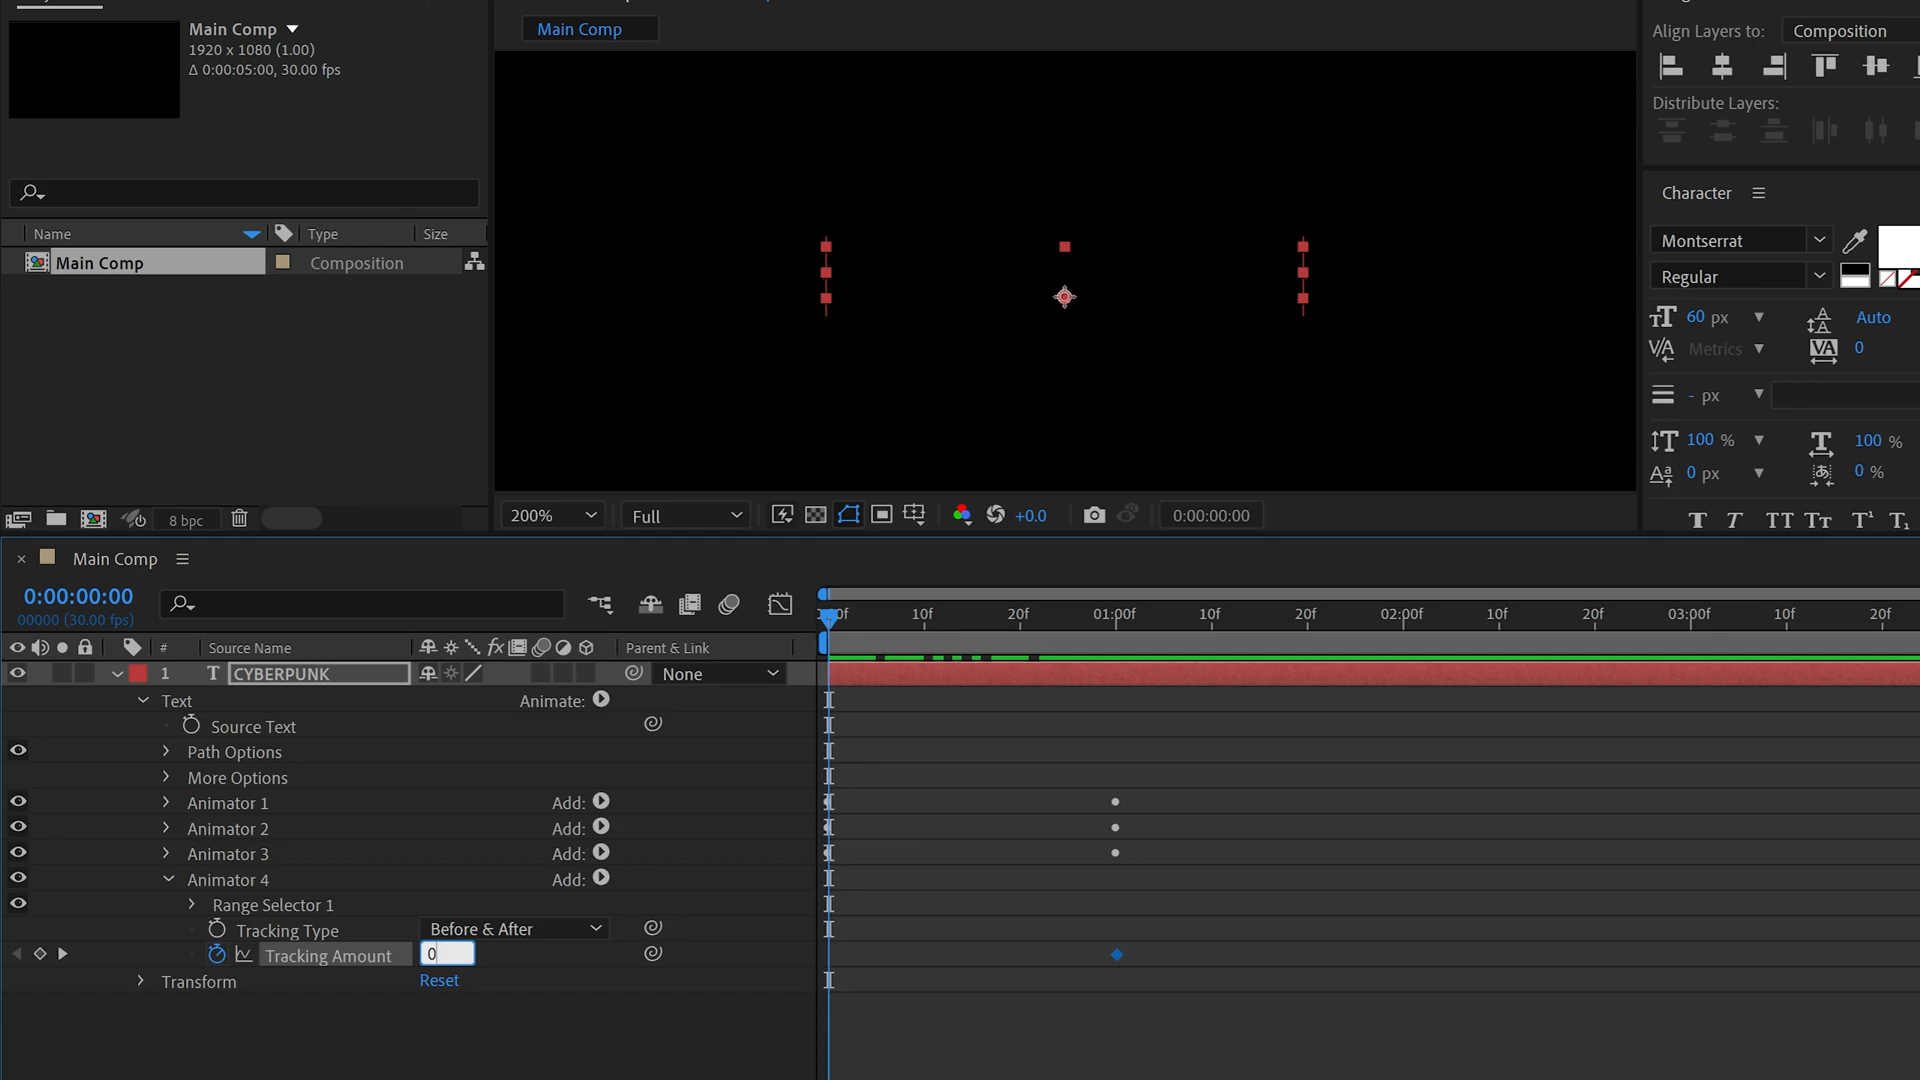 Main Comp
1920 x 1080 (1.00)
Δ 0:00:05:00, 30.00 fps
Name Type Size
Main Comp Composition
8 bpc
Main Comp
200% Full +0.0 0:00:00:00
Align Layers to: Composition
Distribute Layers:
Character
Montserrat
Regular
60 px Auto
Metrics 0
- px
100 % 100 %
0 px 0 %
Main Comp
0:00:00:00
00000 (30.00 fps)
# Source Name Parent & Link
1 T CYBERPUNK None
Text Animate:
Source Text
Path Options
More Options
Animator 1 Add:
Animator 2 Add:
Animator 3 Add:
Animator 4 Add:
Range Selector 1
Tracking Type Before & After
Tracking Amount 0
Transform Reset
10f 20f 01:00f 10f 20f 02:00f 10f 20f 03:00f 10f 20f